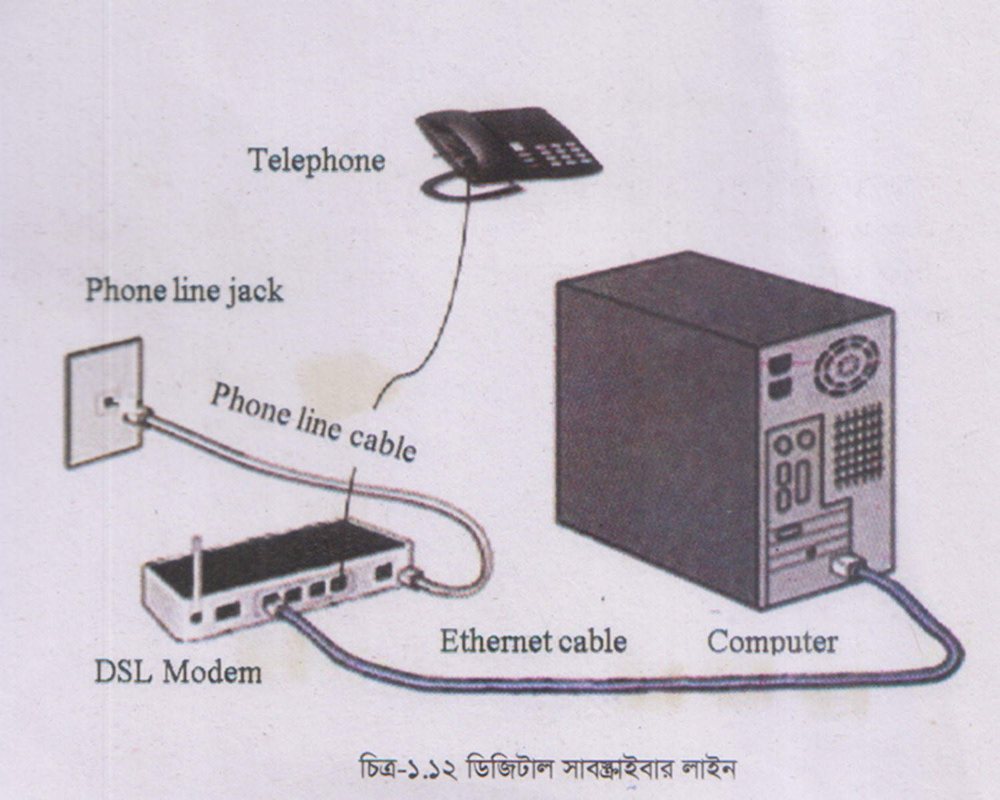 Telephone
Phone line jack
Phone line cable
Ethernet cable
Computer
DSL Modem
চিত্র-১.১২ ডিজিটাল সাবস্ক্রাইবার লাইন